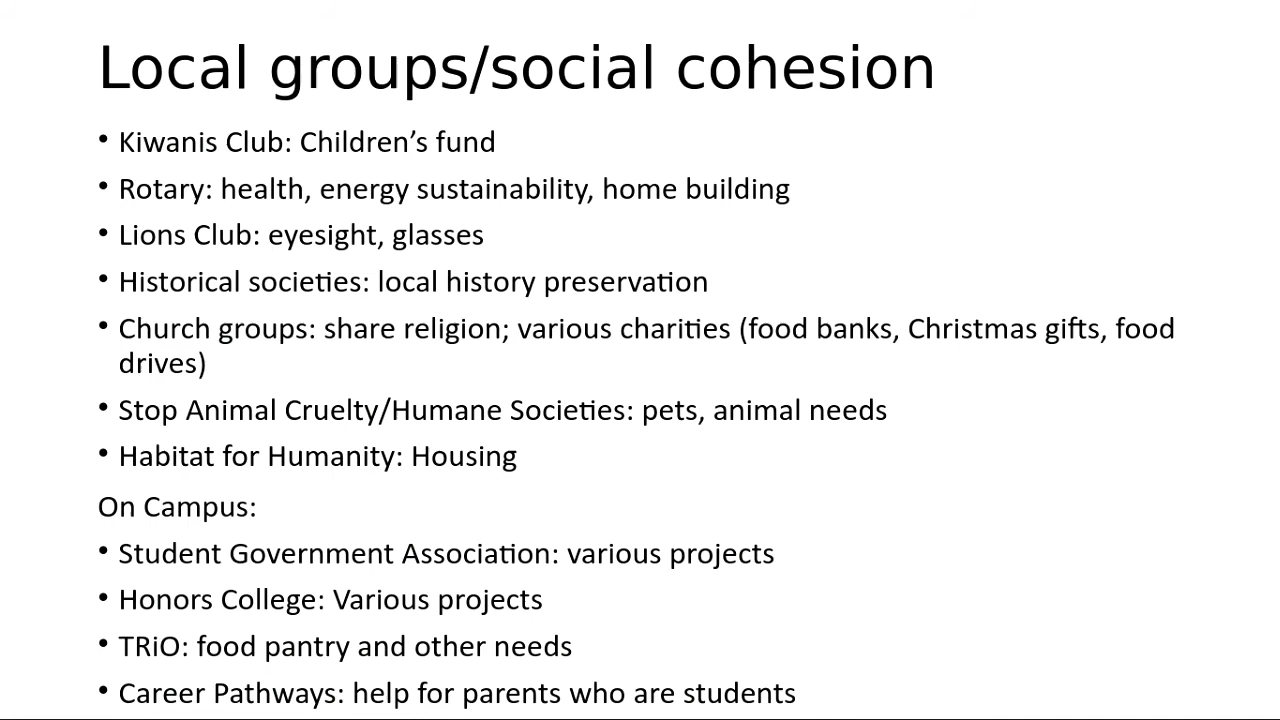 Local groups/social cohesion
• Kiwanis Club: Children’s fund
• Rotary: health, energy sustainability, home building
• Lions Club: eyesight, glasses
• Historical societies: local history preservation
• Church groups: share religion; various charities (food banks, Christmas gifts, food
drives)
• Stop Animal Cruelty/Humane Societies: pets, animal needs
• Habitat for Humanity: Housing
On Campus:
• Student Government Association: various projects
• Honors College: Various projects
• TRiO: food pantry and other needs
• Career Pathways: help for parents who are students